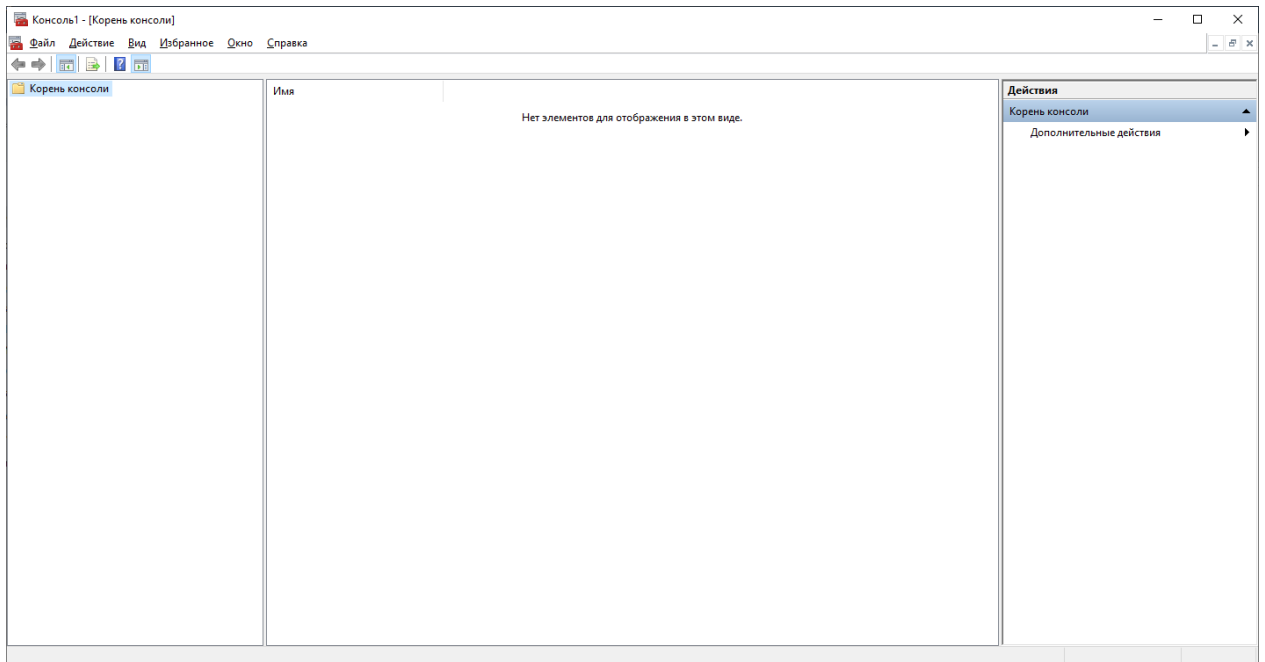 Консоль1 - [Корень консоли]
Файл Действие Вид Избранное Окно Справка
Корень консоли
Имя
Нет элементов для отображения в этом виде.
Действия
Корень консоли
Дополнительные действия